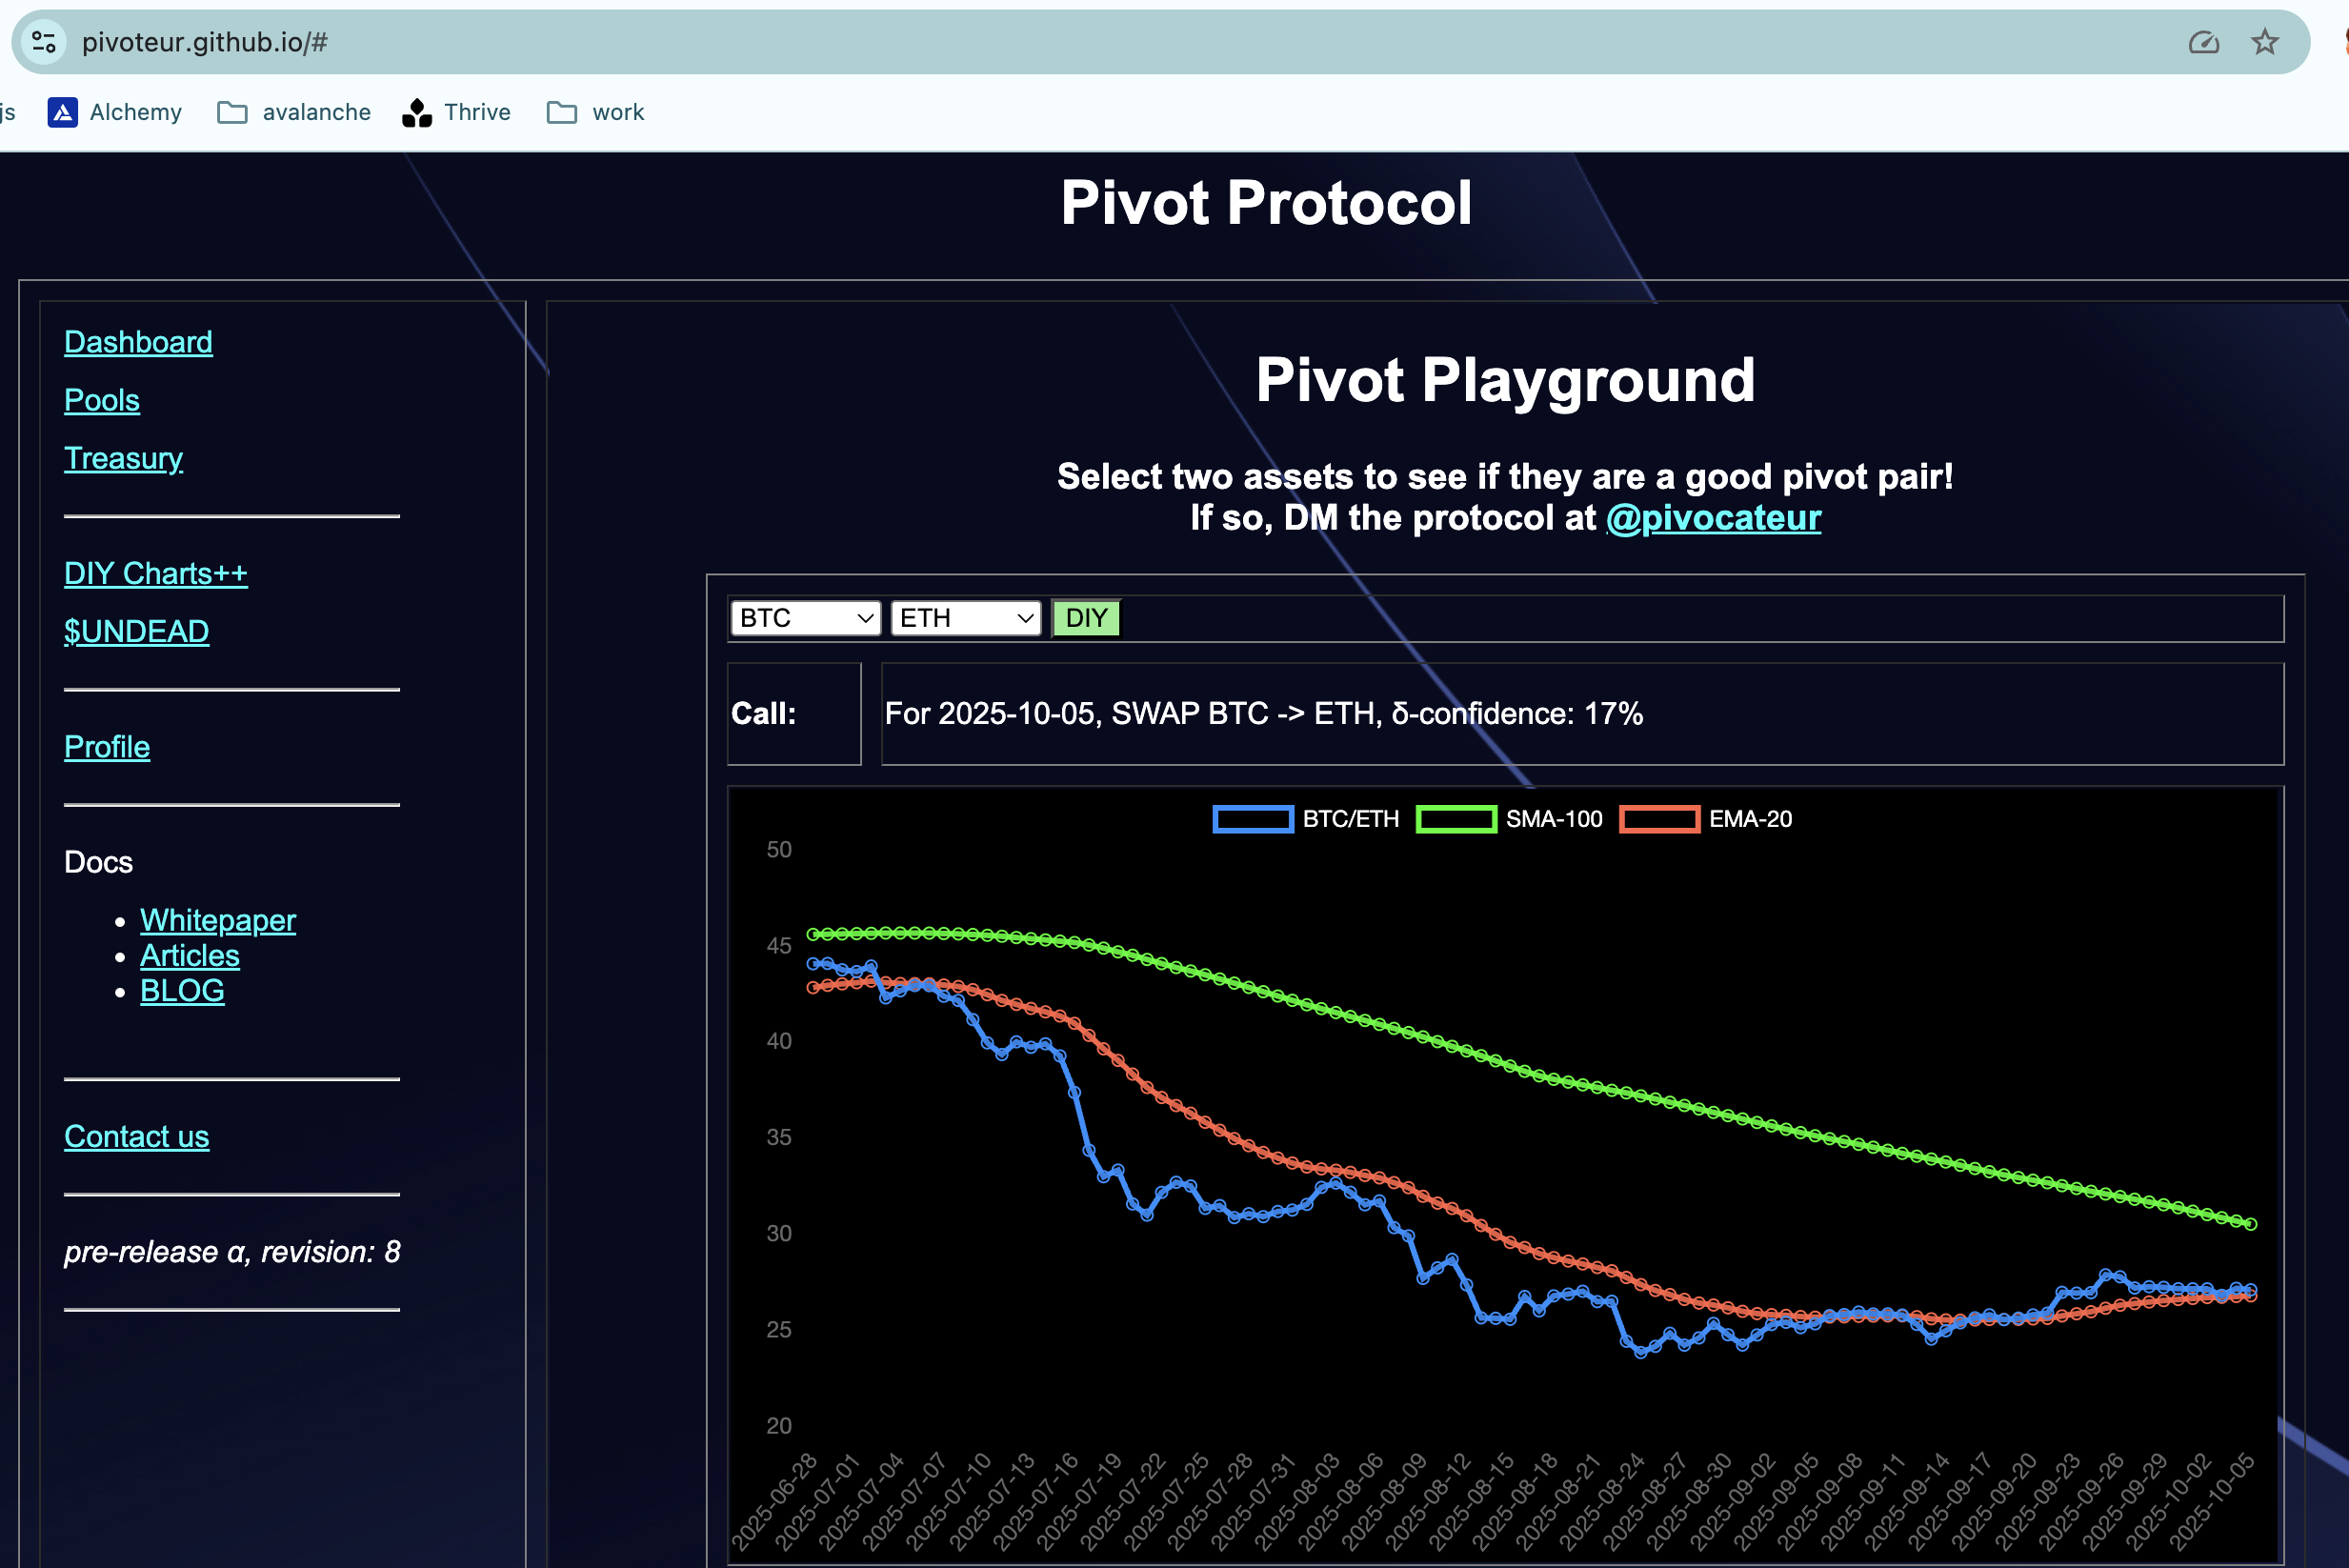 pivoteur.github.io/#
js Alchemy avalanche Thrive work
Pivot Protocol
Dashboard
Pools
Treasury
DIY Charts++
$UNDEAD
Profile
Docs
Whitepaper
Articles
BLOG
Contact us
pre-release α, revision: 8
Pivot Playground
Select two assets to see if they are a good pivot pair!
If so, DM the protocol at @pivocateur
BTC ETH DIY
Call: For 2025-10-05, SWAP BTC -> ETH, δ-confidence: 17%
BTC/ETH SMA-100 EMA-20
50
45
40
35
30
25
20
2025-06-28 2025-07-01 2025-07-04 2025-07-07 2025-07-10 2025-07-13 2025-07-16 2025-07-19 2025-07-22 2025-07-25 2025-07-28 2025-07-31 2025-08-03 2025-08-06 2025-08-09 2025-08-12 2025-08-15 2025-08-18 2025-08-21 2025-08-24 2025-08-27 2025-08-30 2025-09-02 2025-09-05 2025-09-08 2025-09-11 2025-09-14 2025-09-17 2025-09-20 2025-09-23 2025-09-26 2025-09-29 2025-10-02 2025-10-05